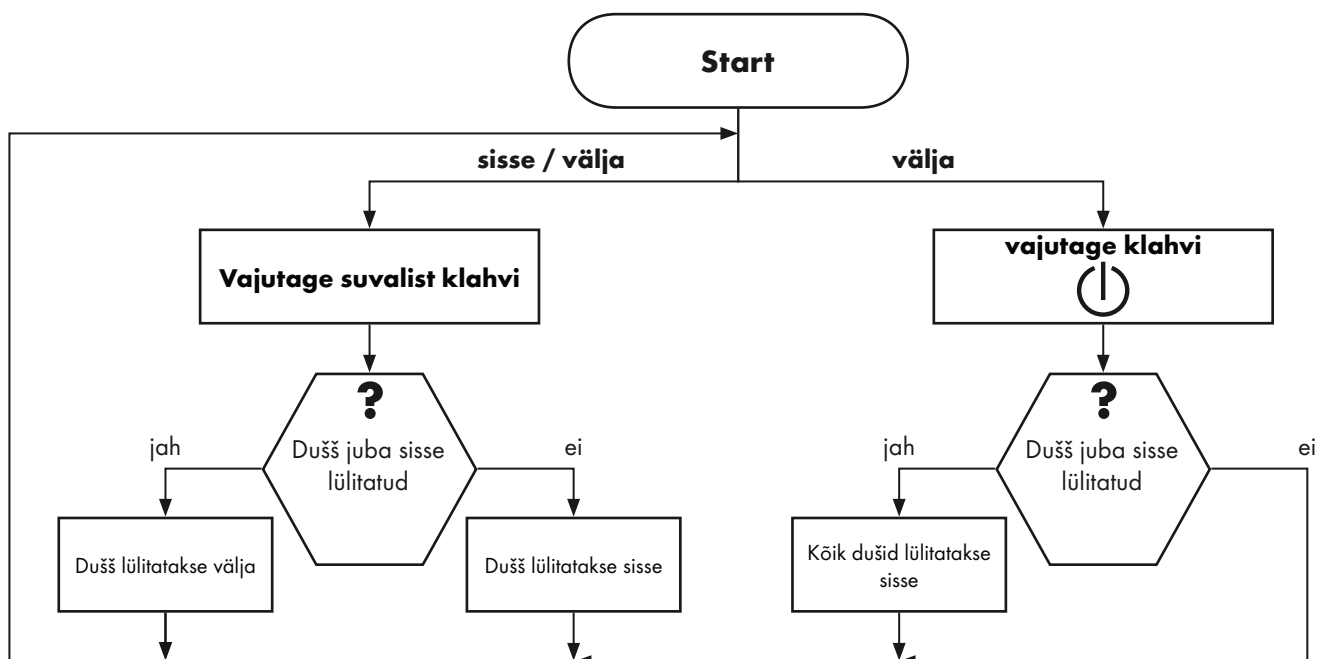 Start
sisse / välja
välja
Vajutage suvalist klahvi
vajutage klahvi
?
Dušš juba sisse
lülitatud
jah
ei
?
Dušš juba sisse
lülitatud
jah
ei
Dušš lülitatakse välja
Dušš lülitatakse sisse
Kõik dušid lülitatakse
sisse